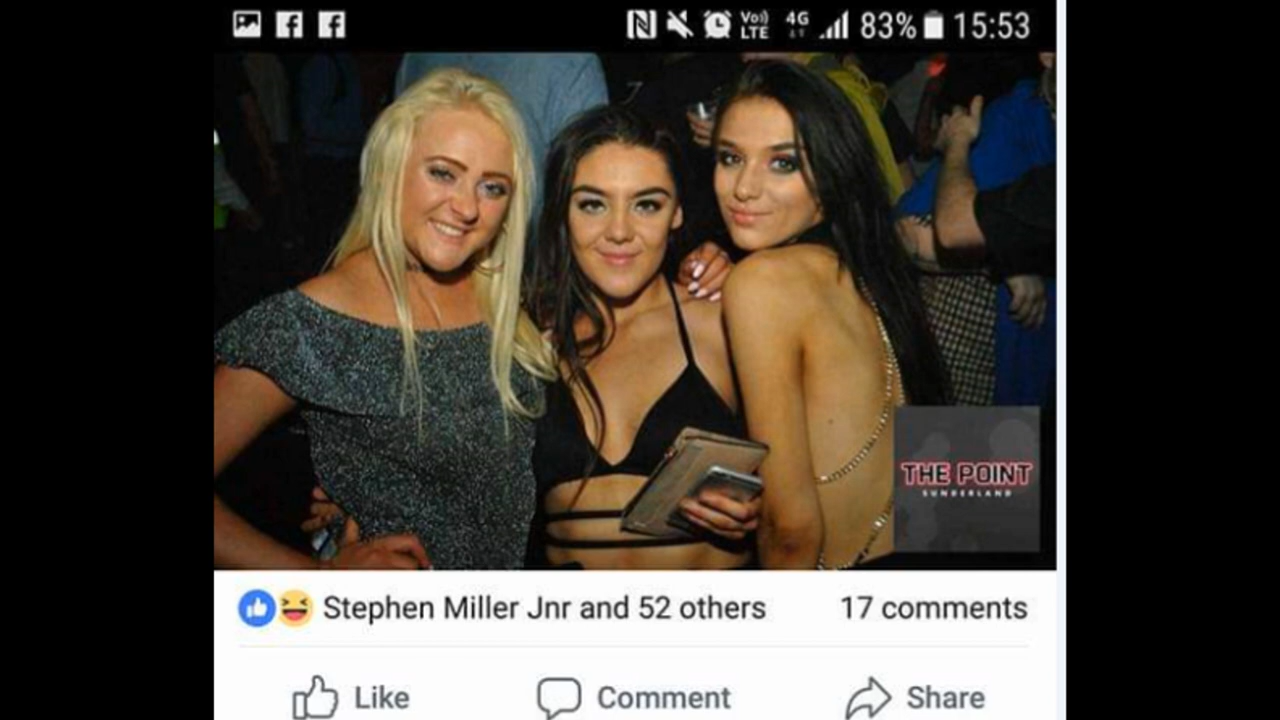 Vo)) LTE 4G 83% 15:53
THE POINT
SUNDERLAND
Stephen Miller Jnr and 52 others 17 comments
Like Comment Share